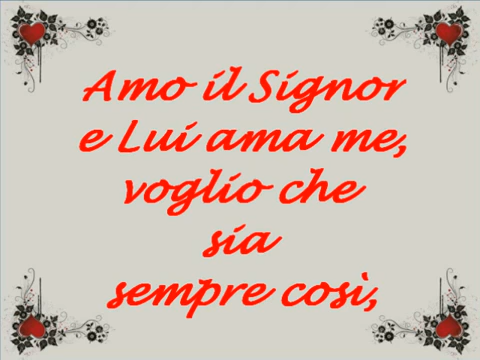 Amo il Signor
e Lui ama me,
voglio che
sia
sempre così,